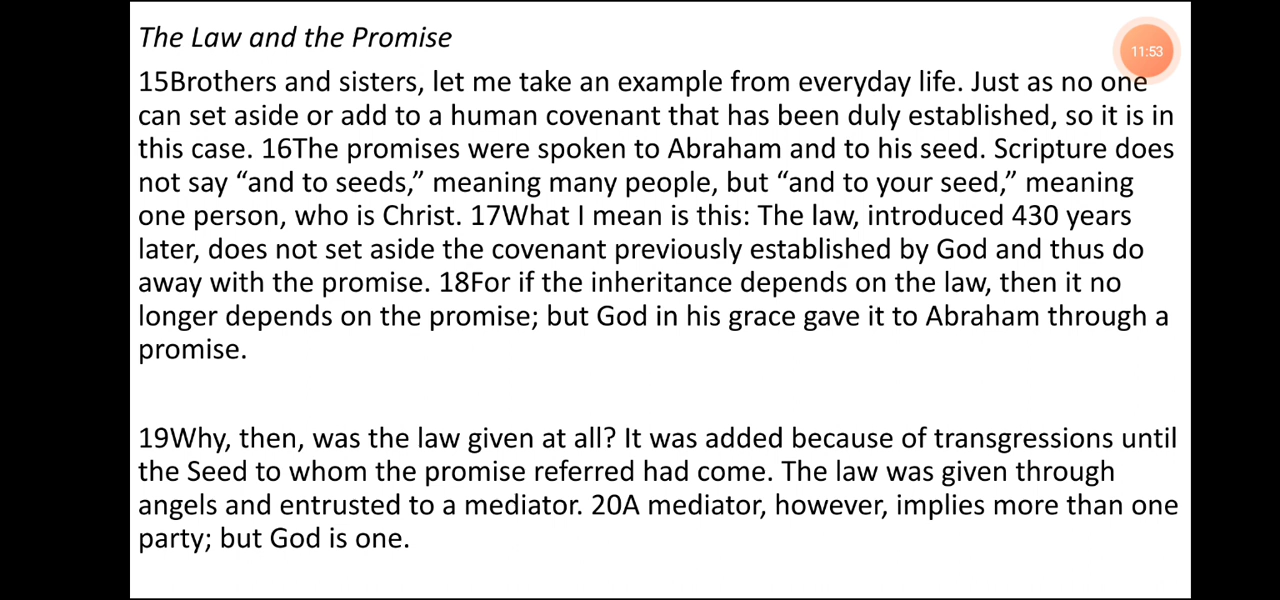 The Law and the Promise
11:53
15Brothers and sisters, let me take an example from everyday life. Just as no one
can set aside or add to a human covenant that has been duly established, so it is in
this case. 16The promises were spoken to Abraham and to his seed. Scripture does
not say “and to seeds,” meaning many people, but “and to your seed,” meaning
one person, who is Christ. 17What I mean is this: The law, introduced 430 years
later, does not set aside the covenant previously established by God and thus do
away with the promise. 18For if the inheritance depends on the law, then it no
longer depends on the promise; but God in his grace gave it to Abraham through a
promise.
19Why, then, was the law given at all? It was added because of transgressions until
the Seed to whom the promise referred had come. The law was given through
angels and entrusted to a mediator. 20A mediator, however, implies more than one
party; but God is one.